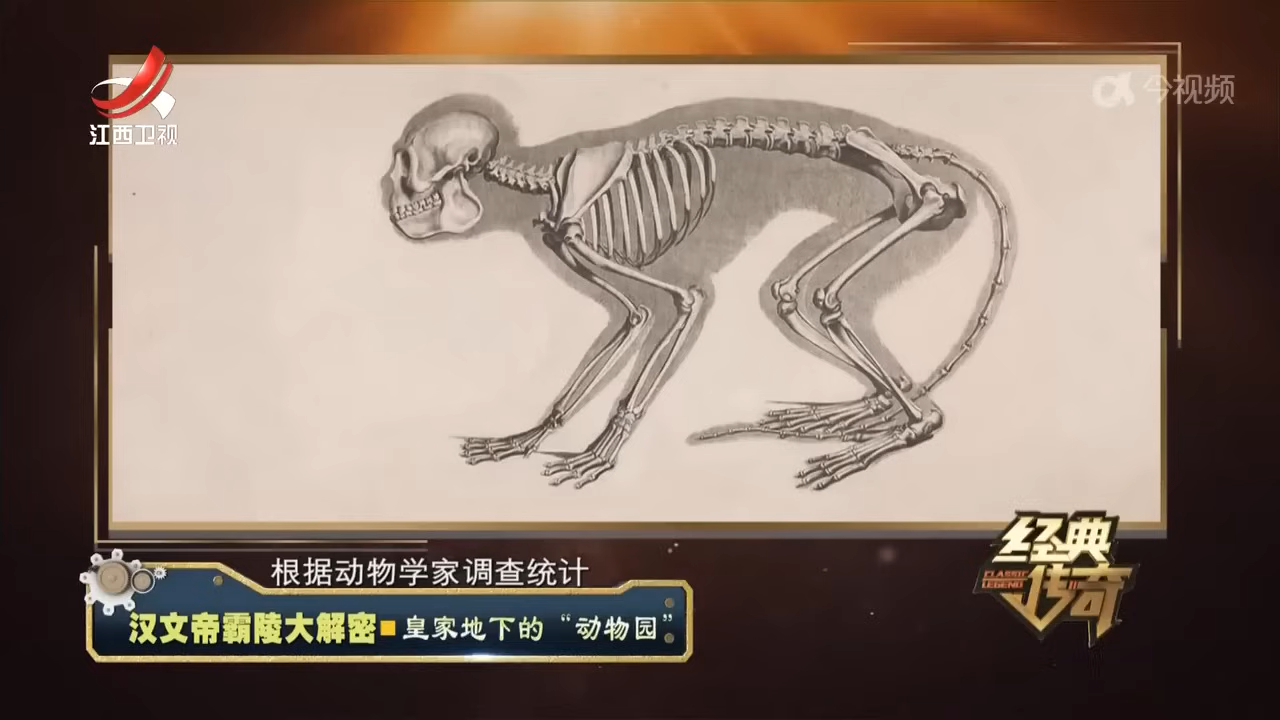 江西卫视
今视频
经典
CLASSIC
LEGEND
传奇
根据动物学家调查统计
汉文帝霸陵大解密 皇家地下的“动物园”